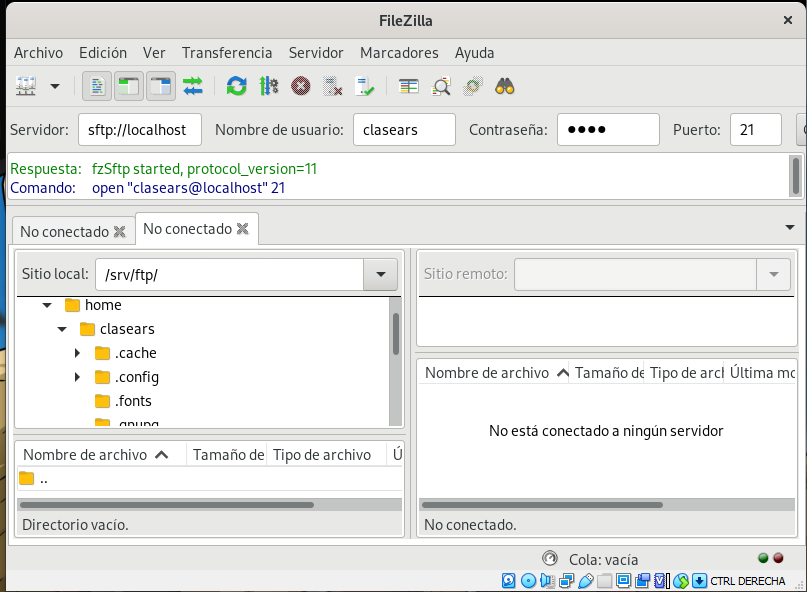 FileZilla
Archivo Edición Ver Transferencia Servidor Marcadores Ayuda
Servidor: sftp://localhost Nombre de usuario: clasears Contraseña: ●●●● Puerto: 21
Respuesta: fzSftp started, protocol_version=11
Comando: open "clasears@localhost" 21
No conectado No conectado
Sitio local: /srv/ftp/
home
clasears
.cache
.config
.fonts
.gnupg
Nombre de archivo Tamaño de Tipo de archivo Ú
..
Directorio vacío.
Sitio remoto:
Nombre de archivo Tamaño de Tipo de arch Última mo
No está conectado a ningún servidor
No conectado.
Cola: vacía
CTRL DERECHA